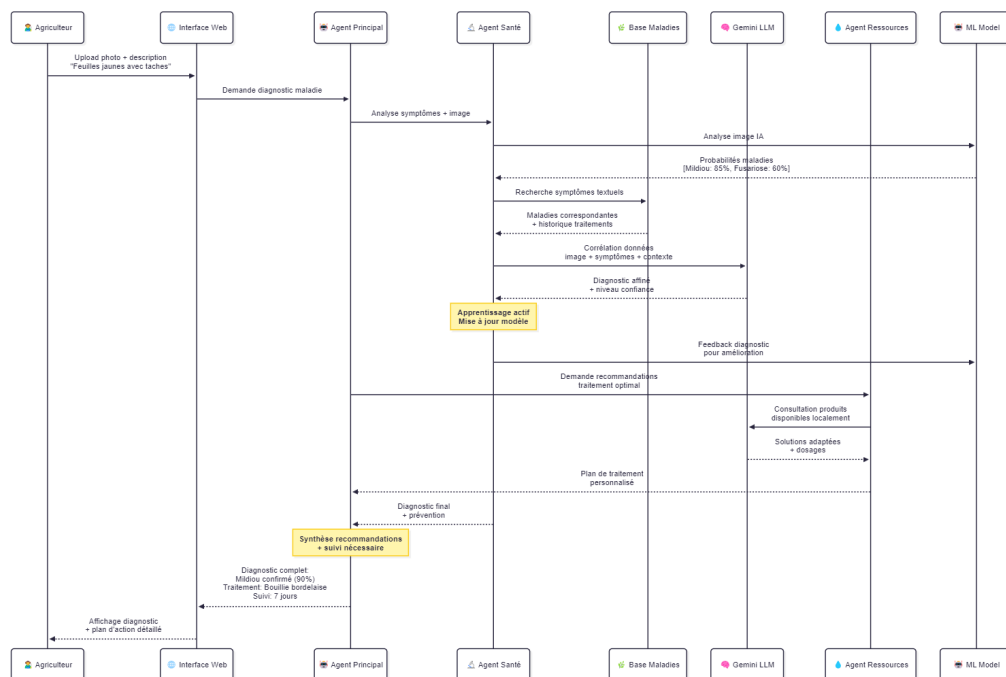 Agriculteur
Interface Web
Agent Principal
Agent Santé
Base Maladies
Gemini LLM
Agent Ressources
ML Model
Upload photo + description
"Feuilles jaunes avec taches"
Demande diagnostic maladie
Analyse symptômes + image
Analyse image IA
Probabilités maladies
[Mildiou: 85%, Fusariose: 60%]
Recherche symptômes textuels
Maladies correspondantes
+ historique traitements
Corrélation données
image + symptômes + contexte
Diagnostic affiné
+ niveau confiance
Apprentissage actif
Mise à jour modèle
Feedback diagnostic
pour amélioration
Demande recommandations
traitement optimal
Consultation produits
disponibles localement
Solutions adaptées
+ dosages
Plan de traitement
personnalisé
Diagnostic final
+ prévention
Synthèse recommandations
+ suivi nécessaire
Diagnostic complet:
Mildiou confirmé (90%)
Traitement: Bouillie bordelaise
Suivi: 7 jours
Affichage diagnostic
+ plan d'action détaillé
Agriculteur
Interface Web
Agent Principal
Agent Santé
Base Maladies
Gemini LLM
Agent Ressources
ML Model